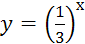 y = (1/3)^x